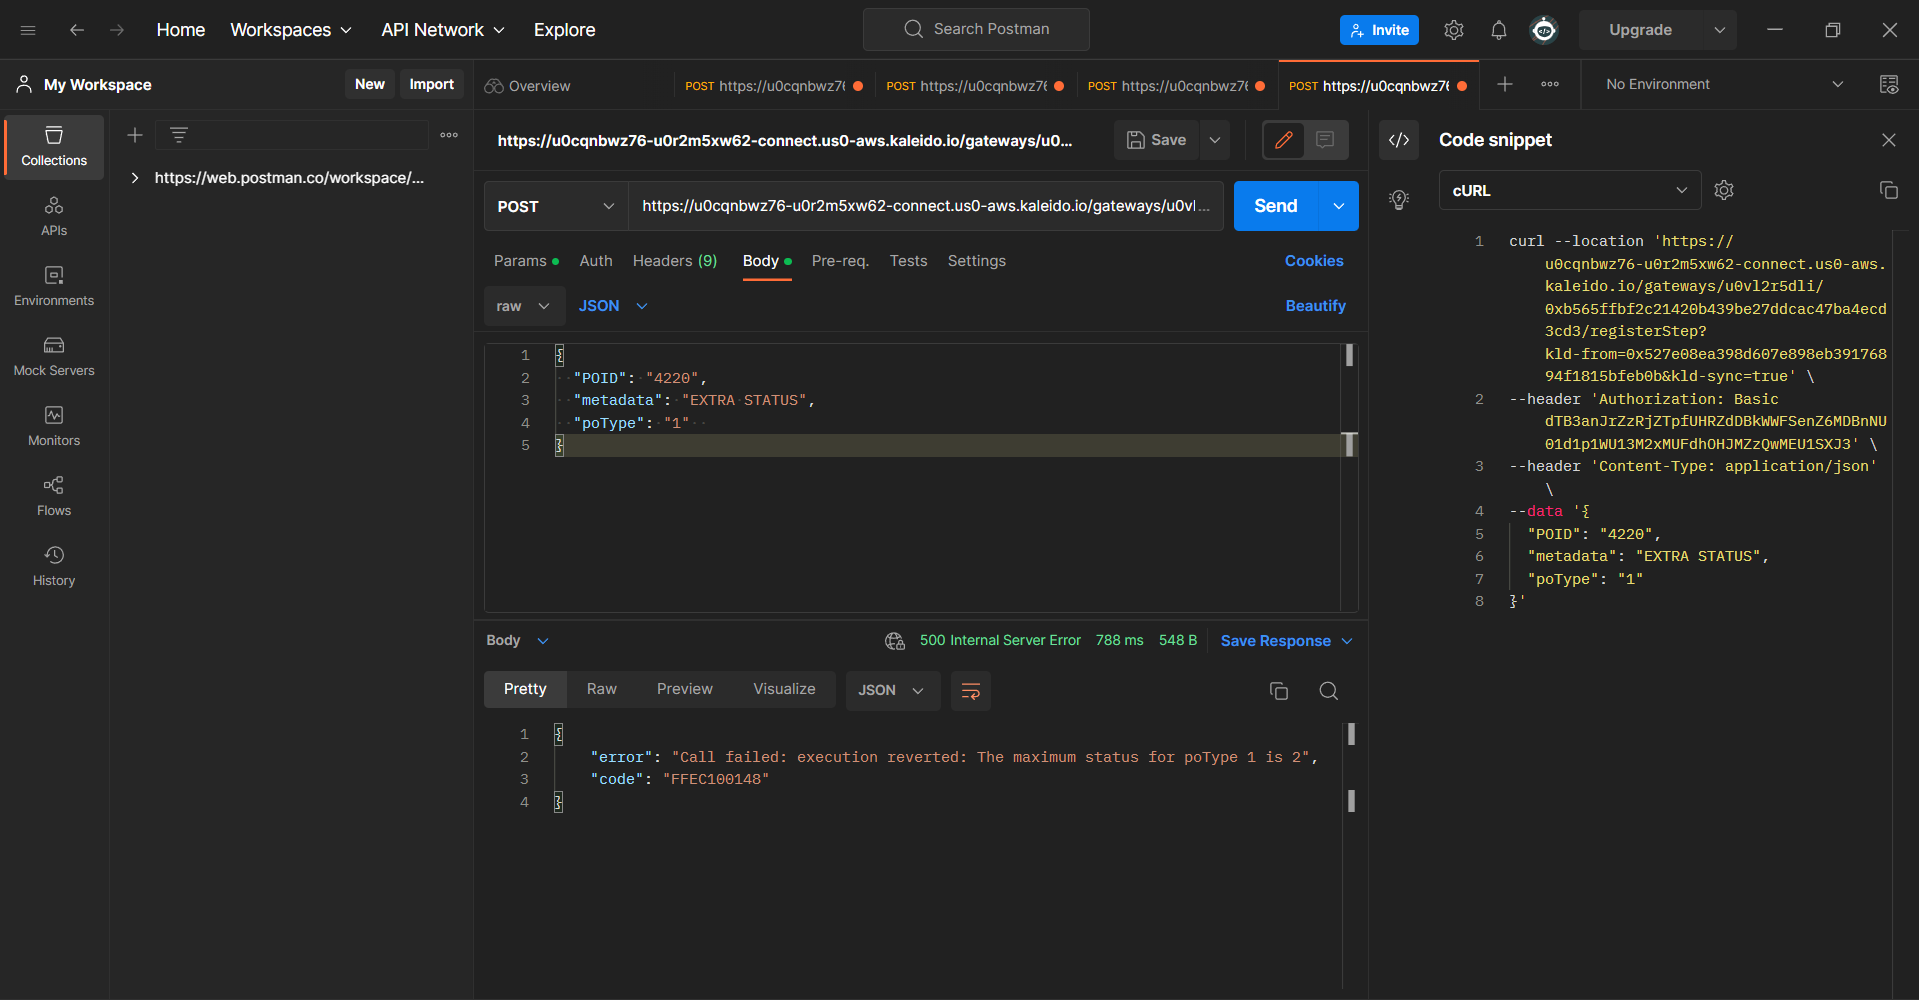 Home Workspaces API Network Explore Search Postman Invite Upgrade
My Workspace New Import Overview POST https://u0cqnbwz76 POST https://u0cqnbwz76 POST https://u0cqnbwz76 POST https://u0cqnbwz76 No Environment
https://u0cqnbwz76-u0r2m5xw62-connect.us0-aws.kaleido.io/gateways/u0... Save
Code snippet
Collections
https://web.postman.co/workspace/...
APIs
Environments
Mock Servers
Monitors
Flows
History
POST https://u0cqnbwz76-u0r2m5xw62-connect.us0-aws.kaleido.io/gateways/u0vl... Send
Params Auth Headers (9) Body Pre-req. Tests Settings Cookies
raw JSON Beautify
1 {
2 "POID": "4220",
3 "metadata": "EXTRA STATUS",
4 "poType": "1"
5 }
Body 500 Internal Server Error 788 ms 548 B Save Response
Pretty Raw Preview Visualize JSON
1 {
2 "error": "Call failed: execution reverted: The maximum status for poType 1 is 2",
3 "code": "FFEC100148"
4 }
cURL
1 curl --location 'https://
u0cqnbwz76-u0r2m5xw62-connect.us0-aws.
kaleido.io/gateways/u0vl2r5dli/
0xb565ffbf2c21420b439be27ddcac47ba4ecd
3cd3/registerStep?
kld-from=0x527e08ea398d607e898eb391768
94f1815bfeb0b&kld-sync=true' \
2 --header 'Authorization: Basic
dTB3anJrZzRjZTpfUHRZdDBkWWFSenZ6MDBnNU
01d1p1WU13M2xMUFdhOHJMZzQwMEU1SXJ3' \
3 --header 'Content-Type: application/json'
\
4 --data '{
5 "POID": "4220",
6 "metadata": "EXTRA STATUS",
7 "poType": "1"
8 }'